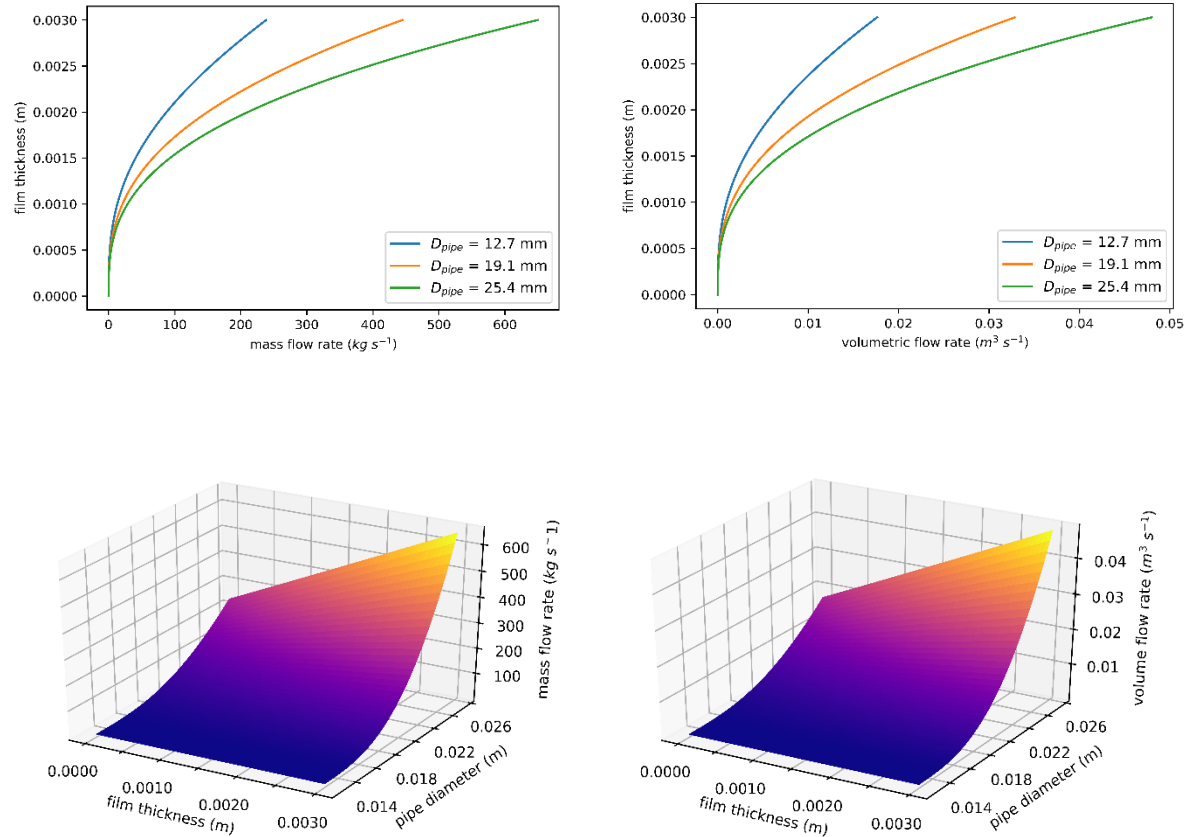 0.0030
0.0025
0.0020
0.0015
0.0010
0.0005
0.0000
film thickness (m)
D_pipe = 12.7 mm
D_pipe = 19.1 mm
D_pipe = 25.4 mm
0 100 200 300 400 500 600
mass flow rate (kg s⁻¹)
0.0030
0.0025
0.0020
0.0015
0.0010
0.0005
0.0000
film thickness (m)
D_pipe = 12.7 mm
D_pipe = 19.1 mm
D_pipe = 25.4 mm
0.00 0.01 0.02 0.03 0.04 0.05
volumetric flow rate (m³ s⁻¹)
600
500
400
300
200
100
mass flow rate (kg s⁻1)
0.026
0.022
0.018
0.014
pipe diameter (m)
0.0000
0.0010
0.0020
0.0030
film thickness (m)
0.04
0.03
0.02
0.01
volume flow rate (m³ s⁻¹)
0.026
0.022
0.018
0.014
pipe diameter (m)
0.0000
0.0010
0.0020
0.0030
film thickness (m)